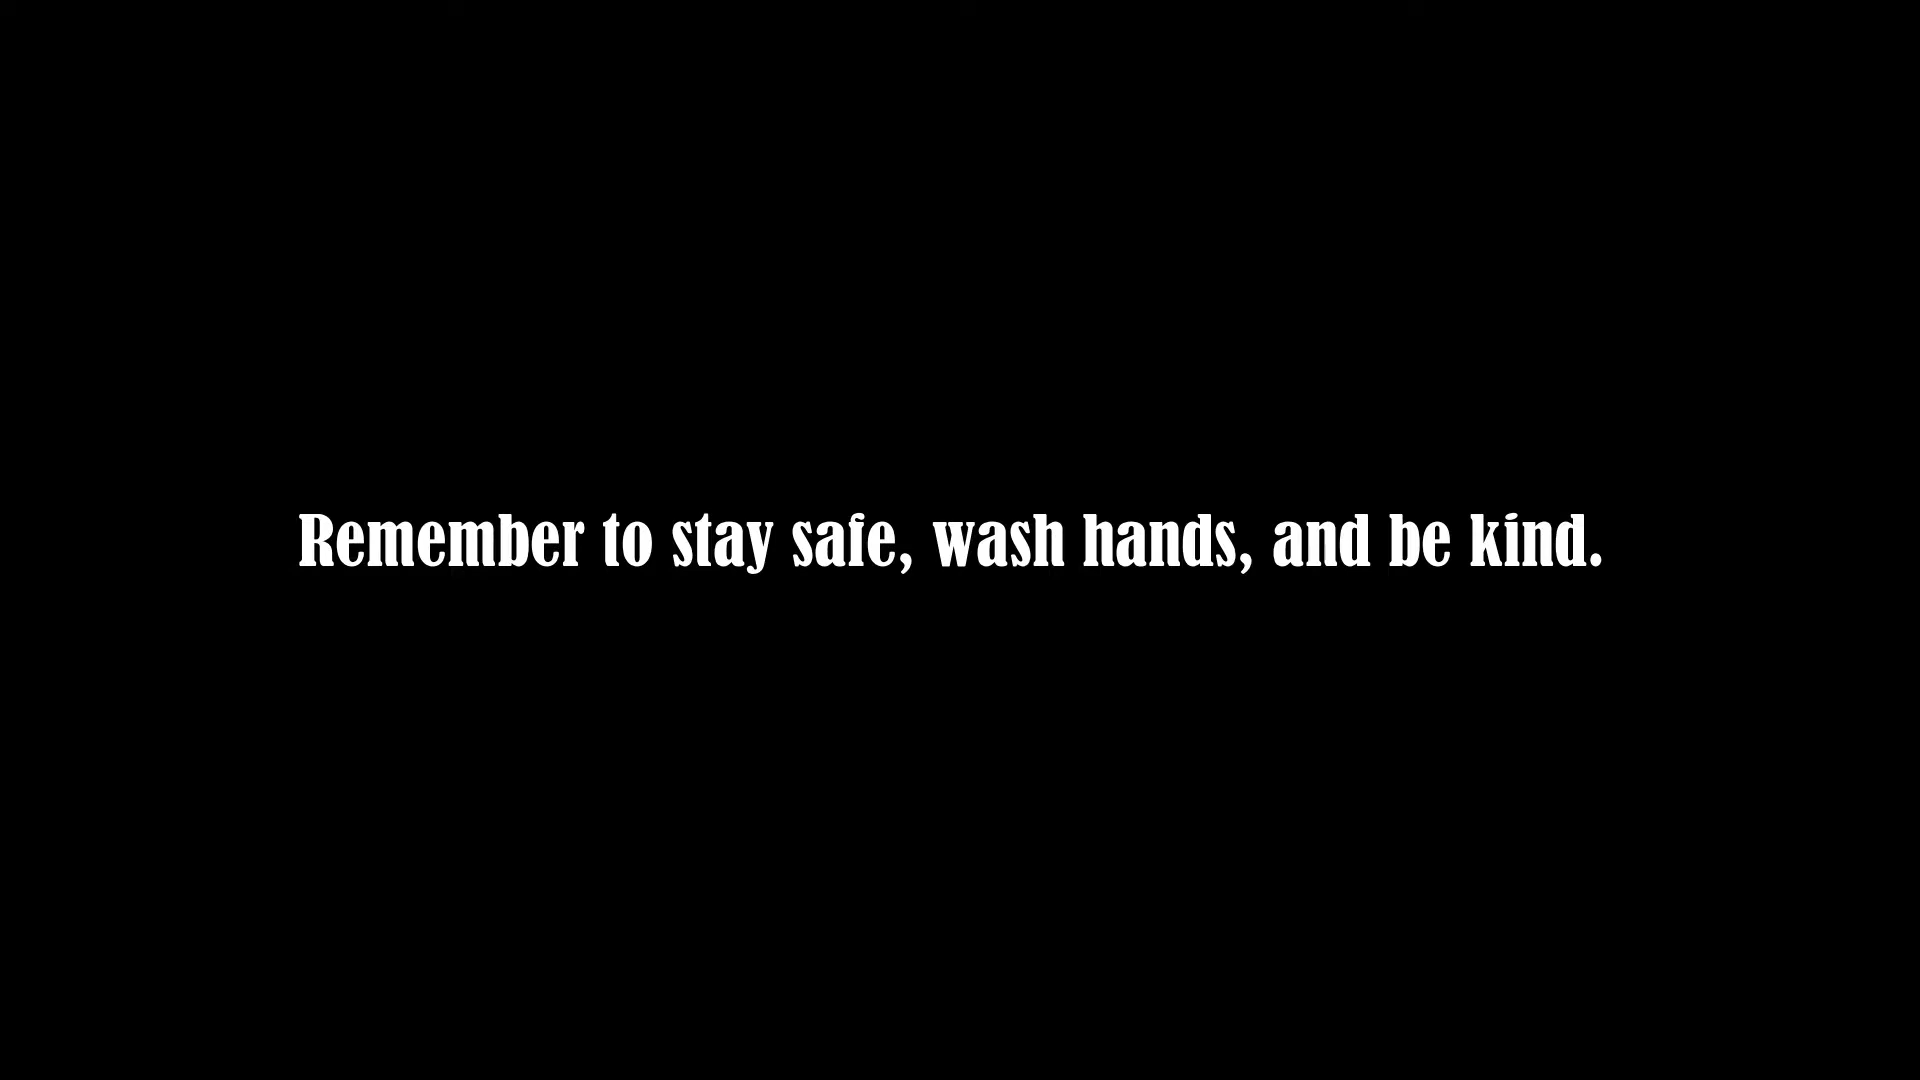 Remember to stay safe, wash hands, and be kind.